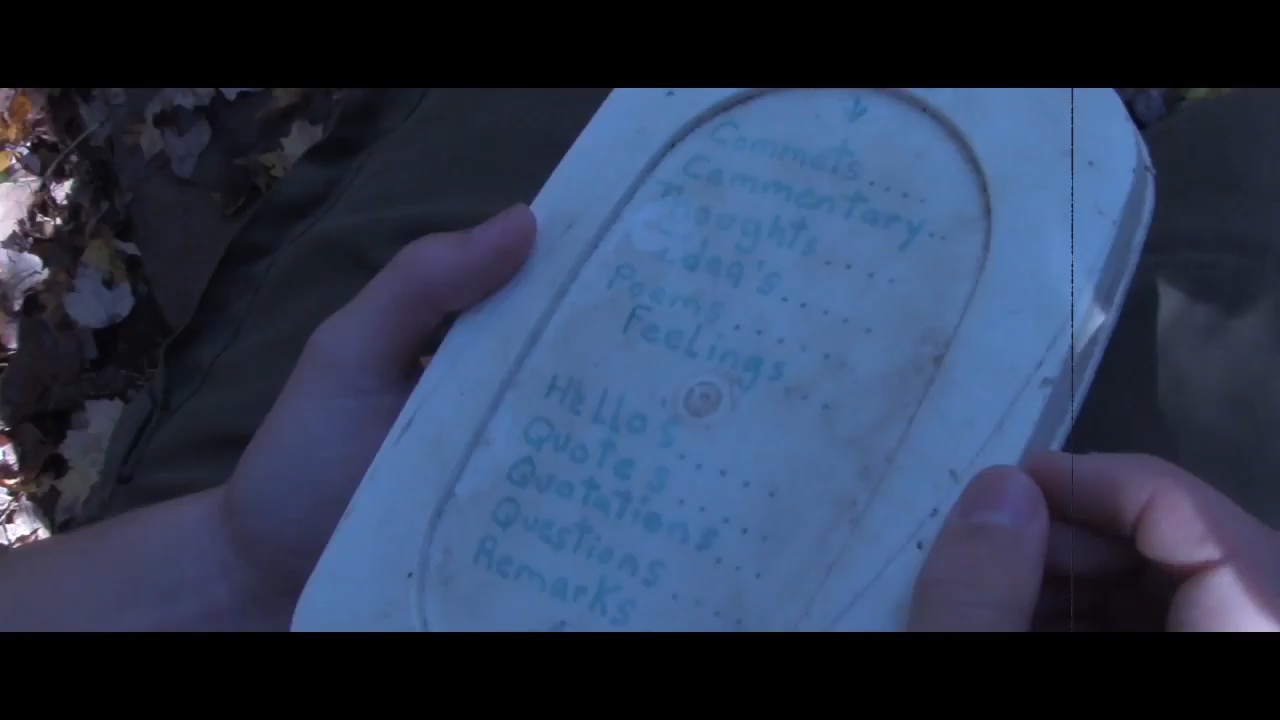 Commets.....
Commentary..
Thoughts.....
Idea's.....
Poems.....
Feelings...
Hello's....
Quotes.....
Quotations...
Questions....
Remarks